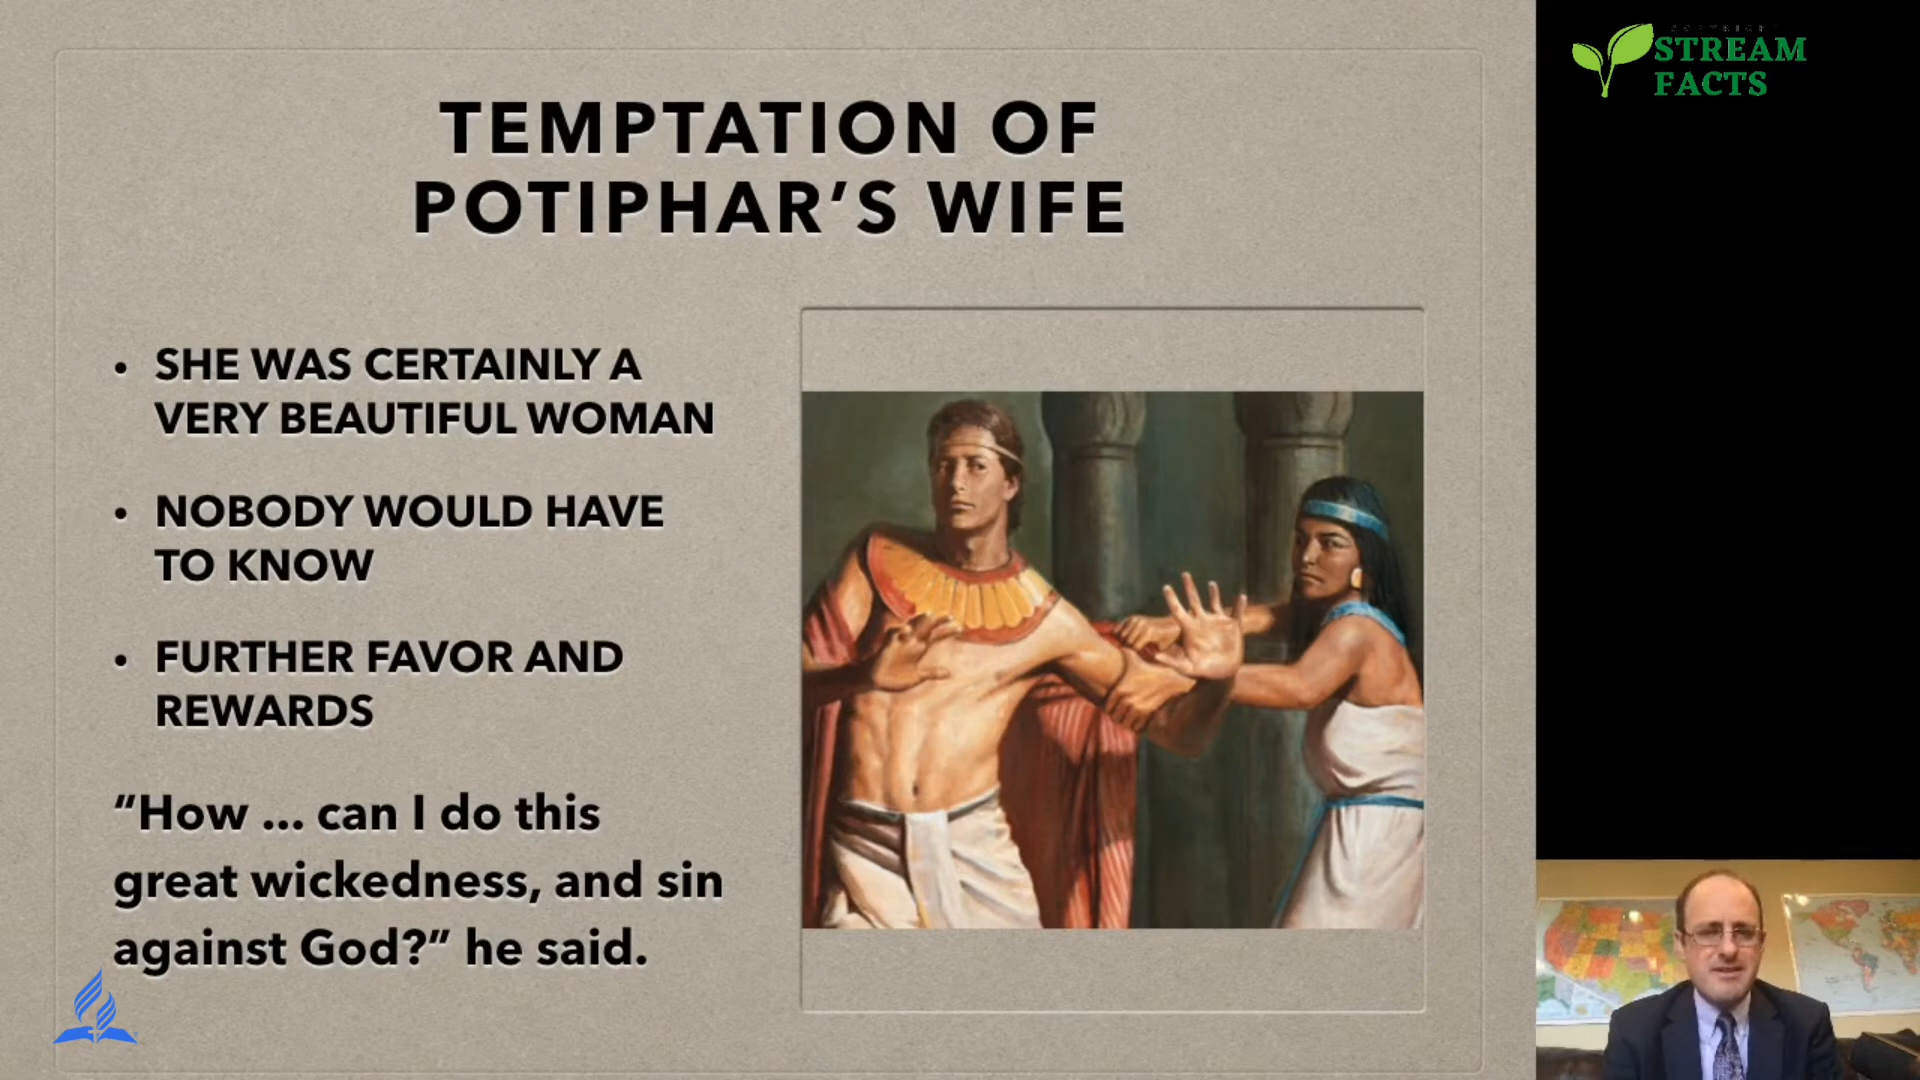 TEMPTATION OF
POTIPHAR’S WIFE
• SHE WAS CERTAINLY A
VERY BEAUTIFUL WOMAN
• NOBODY WOULD HAVE
TO KNOW
• FURTHER FAVOR AND
REWARDS
“How ... can I do this
great wickedness, and sin
against God?” he said.
STREAM
FACTS